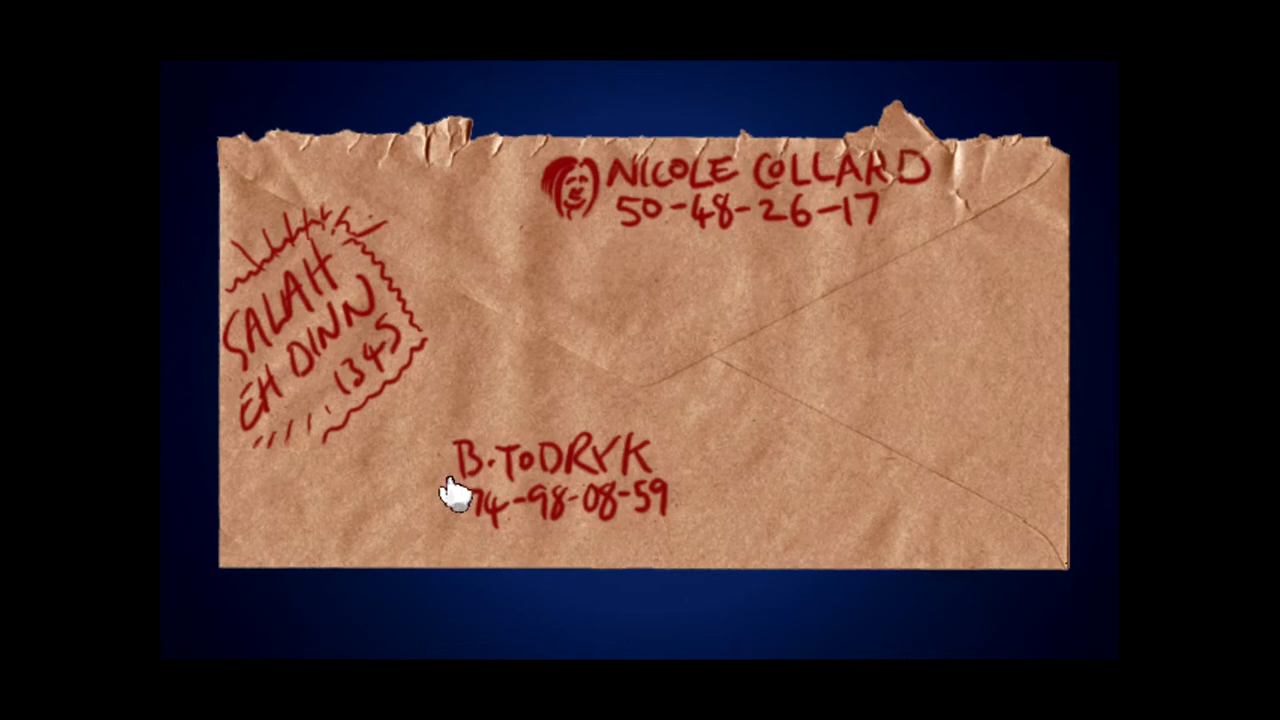 NICOLE COLLARD
50-48-26-17
SALAH
EH DINN
1345
B. TODRYK
74-98-08-59